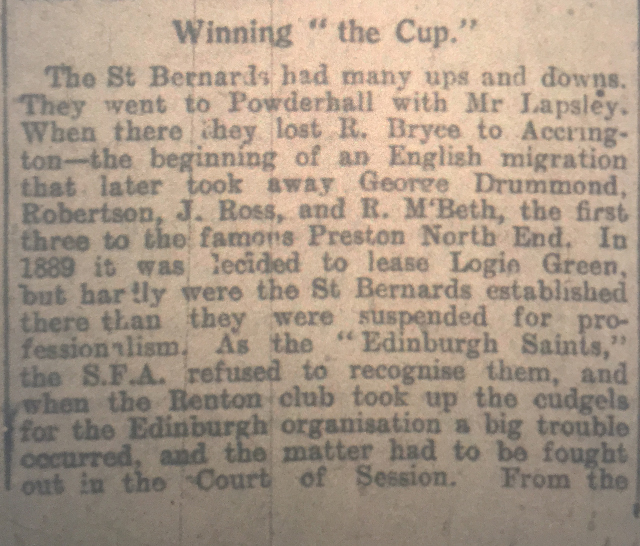 Winning "the Cup."
The St Bernards had many ups and downs.
They went to Powderhall with Mr Lapsley.
When there they lost R. Bryce to Accring-
ton—the beginning of an English migration
that later took away George Drummond,
Robertson, J. Ross, and R. M'Beth, the first
three to the famous Preston North End. In
1889 it was decided to lease Logie Green,
but hardly were the St Bernards established
there than they were suspended for pro-
fessionalism. As the "Edinburgh Saints,"
the S.F.A. refused to recognise them, and
when the Renton club took up the cudgels
for the Edinburgh organisation a big trouble
occurred, and the matter had to be fought
out in the Court of Session. From the